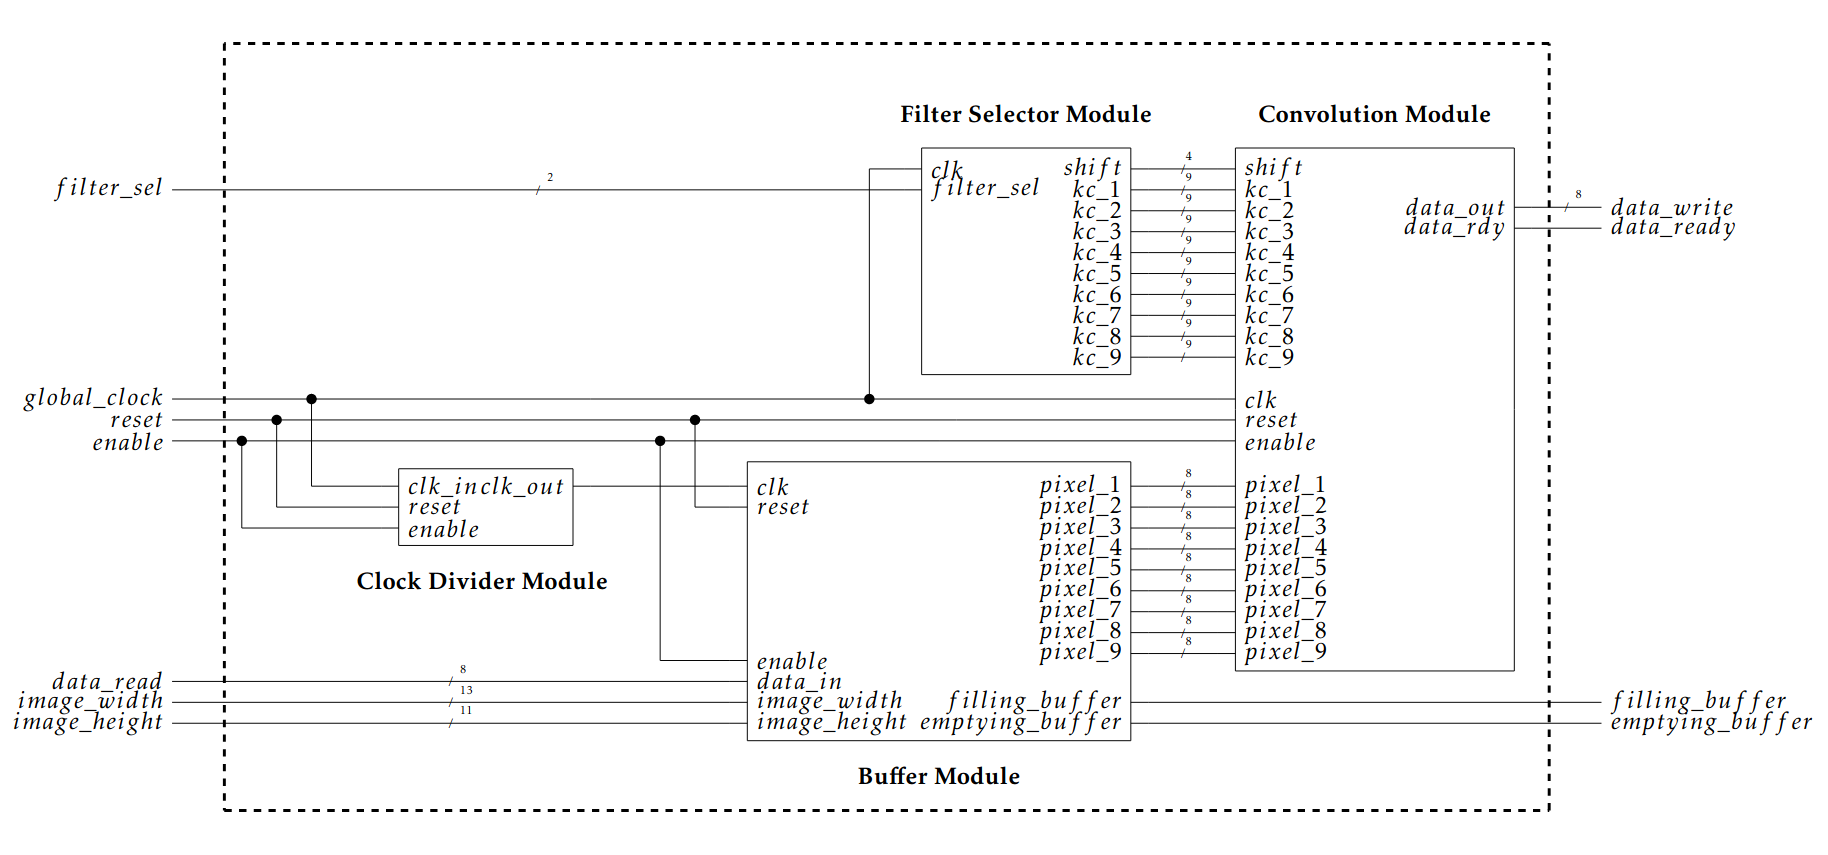 Filter Selector Module Convolution Module
filter_sel
2
clk
filter_sel
shift
kc_1
kc_2
kc_3
kc_4
kc_5
kc_6
kc_7
kc_8
kc_9
4
9
9
9
9
9
9
9
9
9
shift
kc_1
kc_2
kc_3
kc_4
kc_5
kc_6
kc_7
kc_8
kc_9
data_out
data_rdy
8
data_write
data_ready
global_clock
reset
enable
clk
reset
enable
clk_in clk_out
reset
enable
Clock Divider Module
clk
reset
enable
data_in
image_width
image_height
pixel_1
pixel_2
pixel_3
pixel_4
pixel_5
pixel_6
pixel_7
pixel_8
pixel_9
filling_buffer
emptying_buffer
8
8
8
8
8
8
8
8
8
pixel_1
pixel_2
pixel_3
pixel_4
pixel_5
pixel_6
pixel_7
pixel_8
pixel_9
data_read
image_width
image_height
8
13
11
filling_buffer
emptying_buffer
Buffer Module